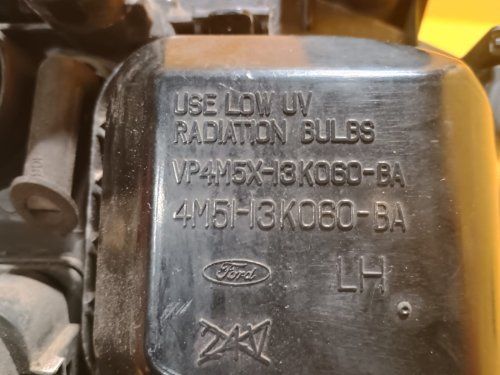 USE LOW UV
RADIATION BULBS
VP4M5X-13K060-BA
4M51-13K060-BA
Ford
LH